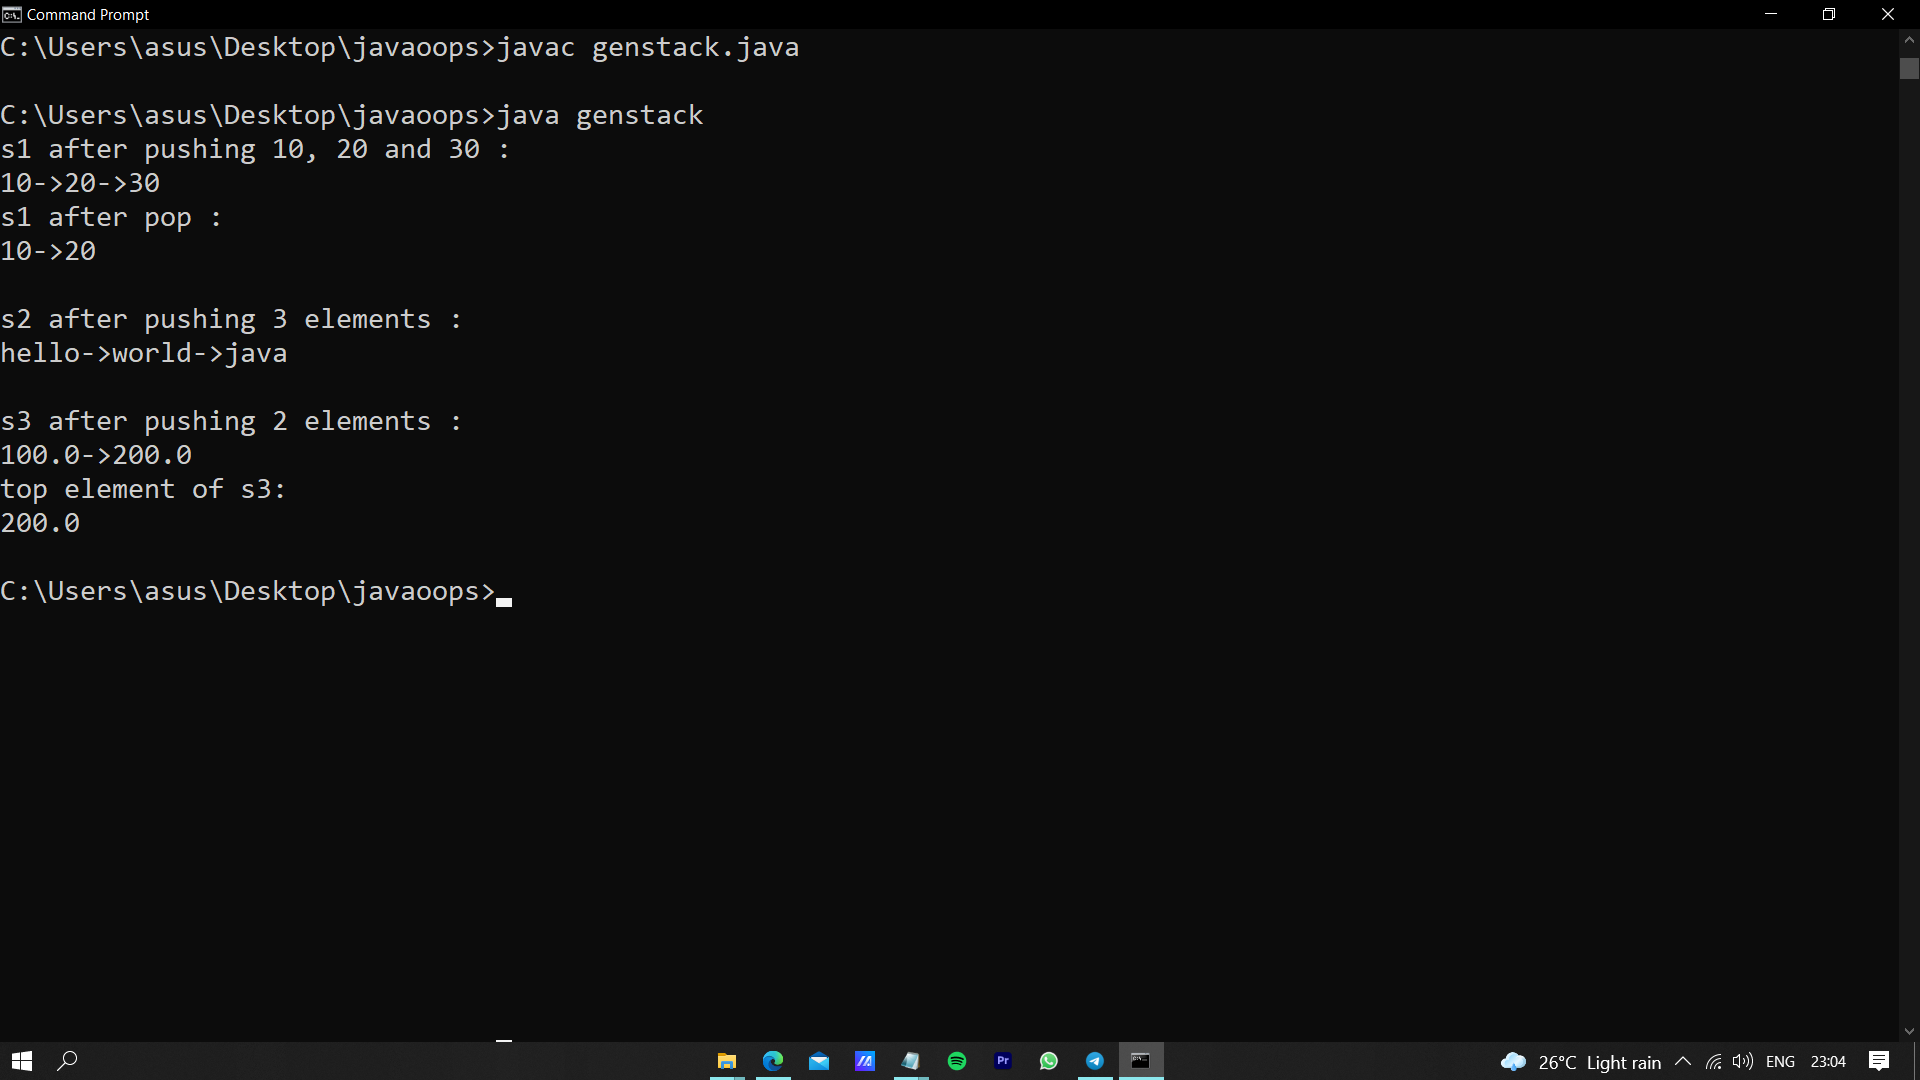 Command Prompt
C:\Users\asus\Desktop\javaoops>javac genstack.java
C:\Users\asus\Desktop\javaoops>java genstack
s1 after pushing 10, 20 and 30 :
10->20->30
s1 after pop :
10->20
s2 after pushing 3 elements :
hello->world->java
s3 after pushing 2 elements :
100.0->200.0
top element of s3:
200.0
C:\Users\asus\Desktop\javaoops>
Pr
26°C Light rain ENG 23:04